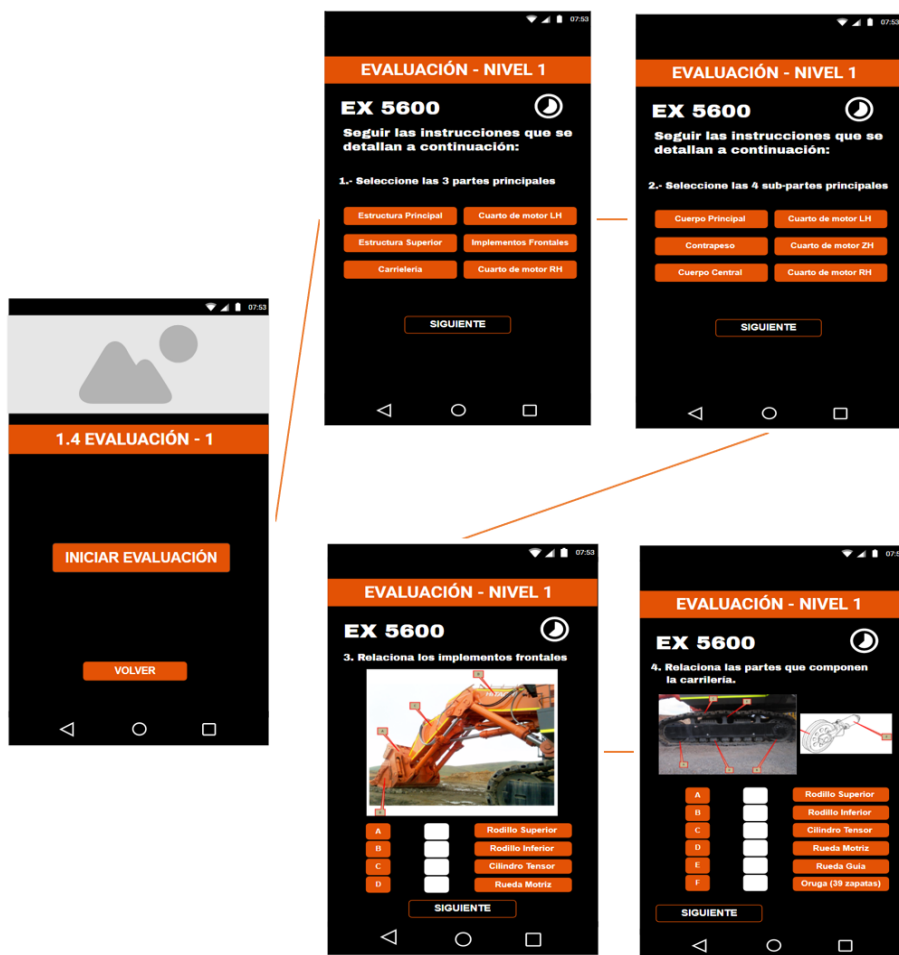 07:53
1.4 EVALUACIÓN - 1
INICIAR EVALUACIÓN
VOLVER
07:53
EVALUACIÓN - NIVEL 1
EX 5600
Seguir las instrucciones que se
detallan a continuación:
1.- Seleccione las 3 partes principales
Estructura Principal Cuarto de motor LH
Estructura Superior Implementos Frontales
Carrielería Cuarto de motor RH
SIGUIENTE
07:53
EVALUACIÓN - NIVEL 1
EX 5600
Seguir las instrucciones que se
detallan a continuación:
2.- Seleccione las 4 sub-partes principales
Cuerpo Principal Cuarto de motor LH
Contrapeso Cuarto de motor ZH
Cuerpo Central Cuarto de motor RH
SIGUIENTE
07:53
EVALUACIÓN - NIVEL 1
EX 5600
3. Relaciona los implementos frontales
A Rodillo Superior
B Rodillo Inferior
C Cilindro Tensor
D Rueda Motriz
SIGUIENTE
EVALUACIÓN - NIVEL 1
EX 5600
4. Relaciona las partes que componen
la carrilería.
A Rodillo Superior
B Rodillo Inferior
C Cilindro Tensor
D Rueda Motriz
E Rueda Guía
F Oruga (39 zapatas)
SIGUIENTE